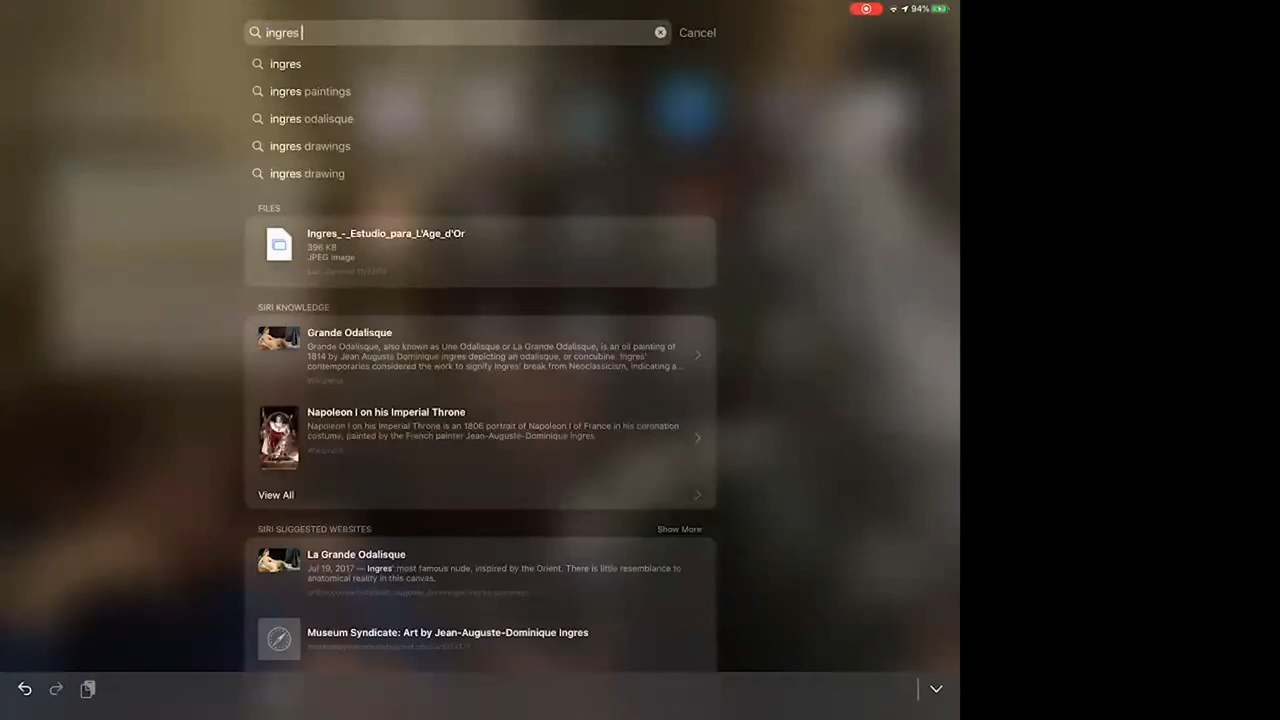 94%
ingres
Cancel
ingres
ingres paintings
ingres odalisque
ingres drawings
ingres drawing
FILES
Ingres_-_Estudio_para_L'Age_d'Or
396 KB
JPEG image
SIRI KNOWLEDGE
Grande Odalisque
Grande Odalisque, also known as Une Odalisque or La Grande Odalisque, is an oil painting of
1814 by Jean Auguste Dominique Ingres depicting an odalisque, or concubine. Ingres'
contemporaries considered the work to signify Ingres' break from Neoclassicism, indicating a...
Wikipedia
Napoleon I on his Imperial Throne
Napoleon I on his Imperial Throne is an 1806 portrait of Napoleon I of France in his coronation
costume, painted by the French painter Jean-Auguste-Dominique Ingres.
Wikipedia
View All
SIRI SUGGESTED WEBSITES
Show More
La Grande Odalisque
Jul 19, 2017 — Ingres' most famous nude, inspired by the Orient. There is little resemblance to
anatomical reality in this canvas.
Museum Syndicate: Art by Jean-Auguste-Dominique Ingres